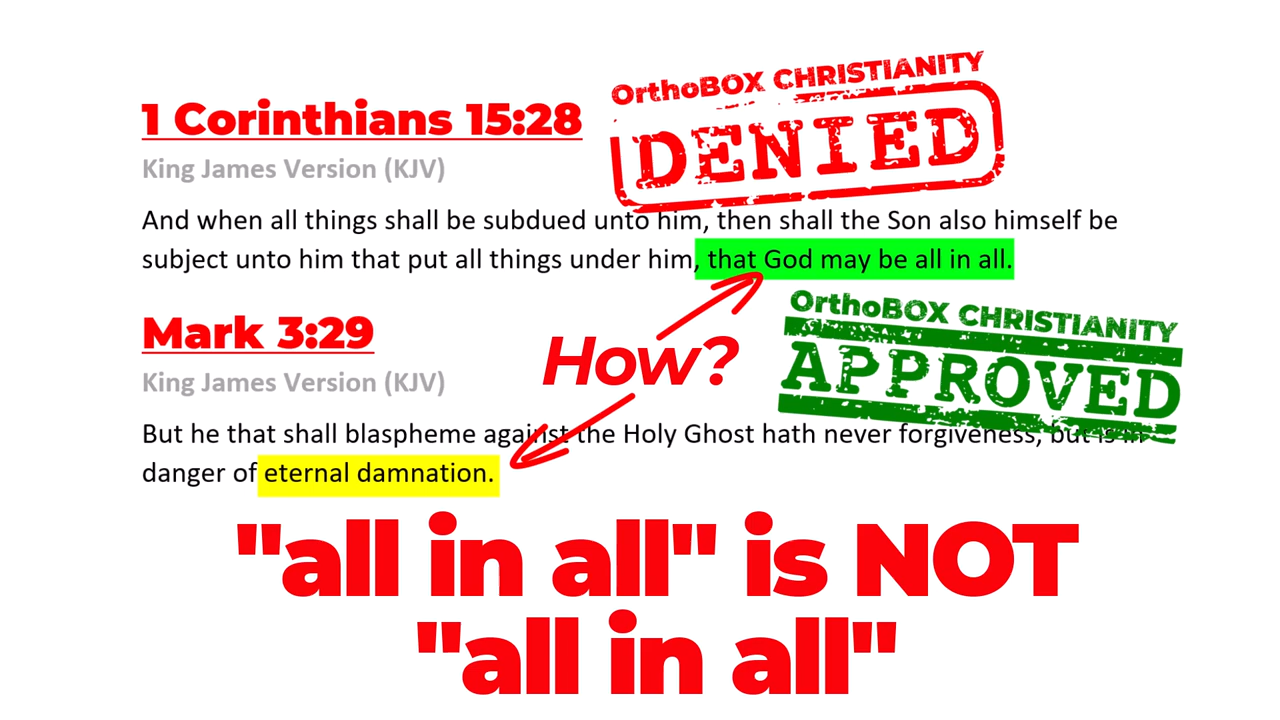 1 Corinthians 15:28
OrthoBOX CHRISTIANITY
DENIED
King James Version (KJV)
And when all things shall be subdued unto him, then shall the Son also himself be
subject unto him that put all things under him, that God may be all in all.
Mark 3:29
OrthoBOX CHRISTIANITY
APPROVED
How?
King James Version (KJV)
But he that shall blaspheme against the Holy Ghost hath never forgiveness, but is in
danger of eternal damnation.
"all in all" is NOT
"all in all"